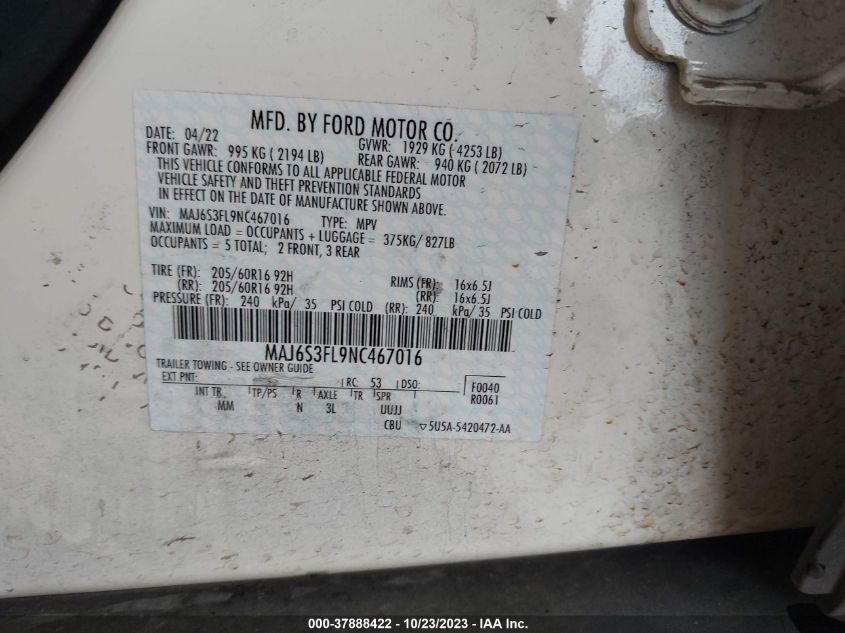 MFD. BY FORD MOTOR CO.
DATE: 04/22 GVWR: 1929 KG ( 4253 LB)
FRONT GAWR: 995 KG ( 2194 LB) REAR GAWR: 940 KG ( 2072 LB)
THIS VEHICLE CONFORMS TO ALL APPLICABLE FEDERAL MOTOR
VEHICLE SAFETY AND THEFT PREVENTION STANDARDS
IN EFFECT ON THE DATE OF MANUFACTURE SHOWN ABOVE.
VIN: MAJ6S3FL9NC467016 TYPE: MPV
MAXIMUM LOAD = OCCUPANTS + LUGGAGE = 375KG/ 827LB
OCCUPANTS = 5 TOTAL; 2 FRONT, 3 REAR
TIRE (FR): 205/60R16 92H RIMS (FR): 16x6.5J
(RR): 205/60R16 92H (RR): 16x6.5J
PRESSURE (FR): 240 kPa/ 35 PSI COLD (RR): 240 kPa/ 35 PSI COLD
MAJ6S3FL9NC467016
TRAILER TOWING - SEE OWNER GUIDE
EXT PNT: RC: 53 DSO: F0040
R0061
INT TR TP/PS R AXLE TR SPR
MM N 3L UUJJ
CBU ▽5U5A-5420472-AA
000-37888422 - 10/23/2023 - IAA Inc.